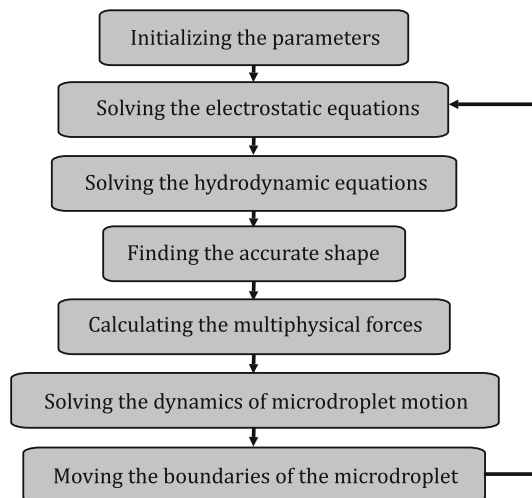 Initializing the parameters
Solving the electrostatic equations
Solving the hydrodynamic equations
Finding the accurate shape
Calculating the multiphysical forces
Solving the dynamics of microdroplet motion
Moving the boundaries of the microdroplet